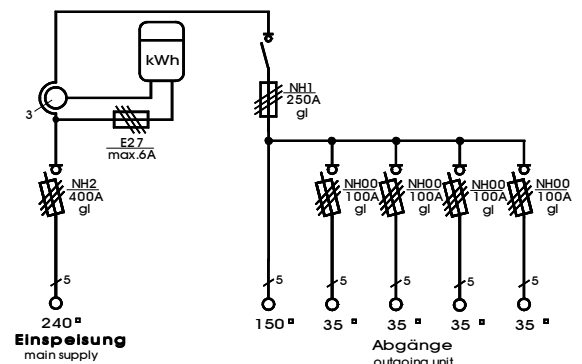 kWh
3
E27
max.6A
NH1
250A
gl
NH2
400A
gl
NH00
100A
gl
NH00
100A
gl
NH00
100A
gl
NH00
100A
gl
5
5
5
5
5
5
240
150
35
35
35
35
Einspeisung
main supply
Abgänge
outgoing unit